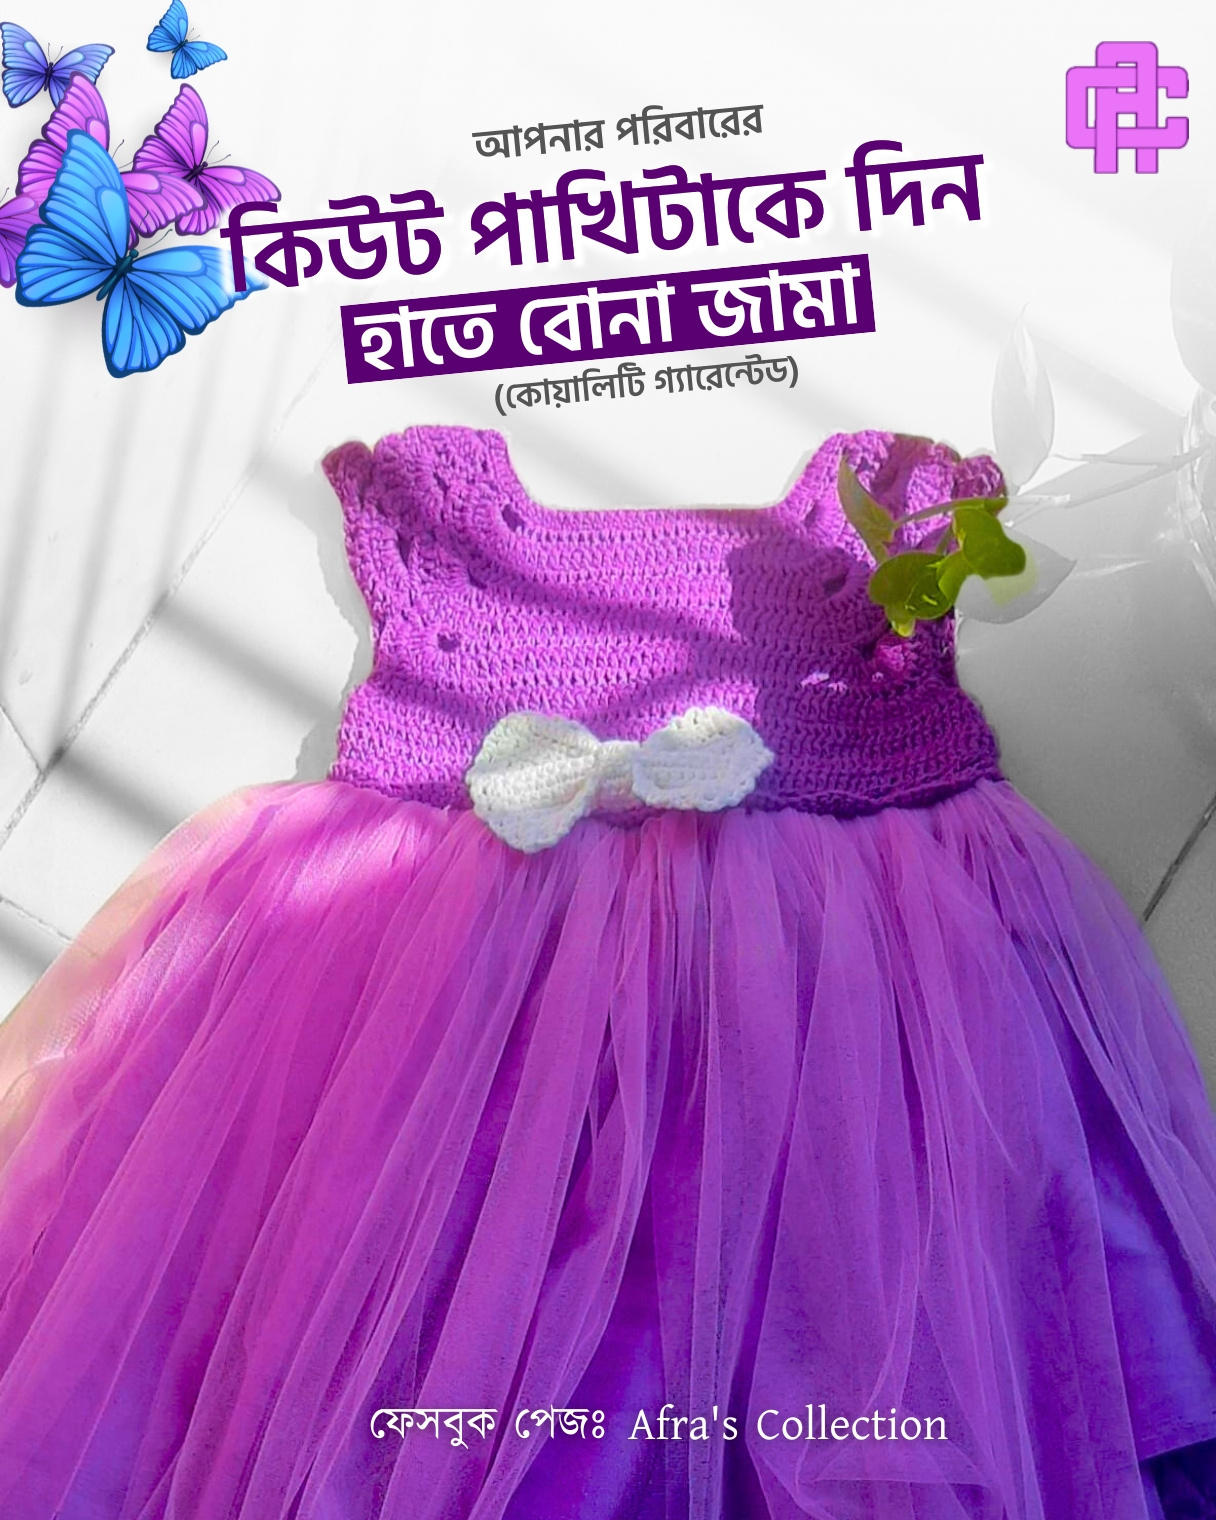 আপনার পরিবারের
কিউট পাখিটাকে দিন
হাতে বোনা জামা
(কোয়ালিটি গ্যারেন্টেড)
ফেসবুক পেজঃ Afra's Collection